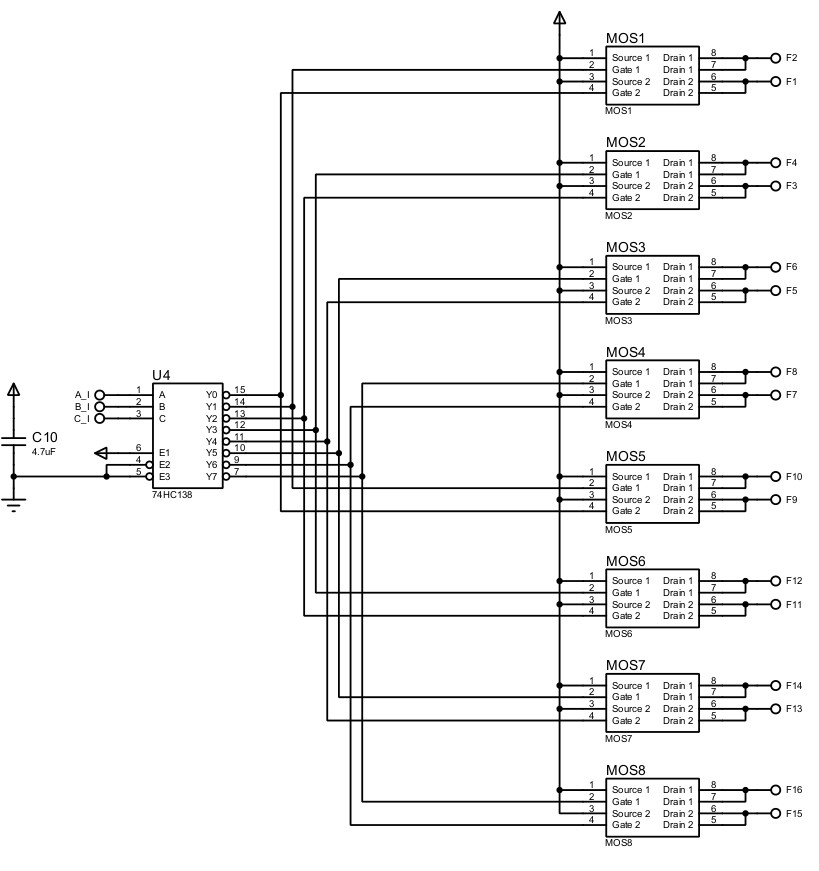 MOS1
1 Source 1 Drain 1 8 F2
2 Gate 1 Drain 1 7
3 Source 2 Drain 2 6 F1
4 Gate 2 Drain 2 5
MOS1
MOS2
1 Source 1 Drain 1 8 F4
2 Gate 1 Drain 1 7
3 Source 2 Drain 2 6 F3
4 Gate 2 Drain 2 5
MOS2
MOS3
1 Source 1 Drain 1 8 F6
2 Gate 1 Drain 1 7
3 Source 2 Drain 2 6 F5
4 Gate 2 Drain 2 5
MOS3
MOS4
1 Source 1 Drain 1 8 F8
2 Gate 1 Drain 1 7
3 Source 2 Drain 2 6 F7
4 Gate 2 Drain 2 5
MOS4
U4
A_I 1 A Y0 15
B_I 2 B Y1 14
C_I 3 C Y2 13
Y3 12
Y4 11
6 E1 Y5 10
4 E2 Y6 9
5 E3 Y7 7
74HC138
C10
4.7uF
MOS5
1 Source 1 Drain 1 8 F10
2 Gate 1 Drain 1 7
3 Source 2 Drain 2 6 F9
4 Gate 2 Drain 2 5
MOS5
MOS6
1 Source 1 Drain 1 8 F12
2 Gate 1 Drain 1 7
3 Source 2 Drain 2 6 F11
4 Gate 2 Drain 2 5
MOS6
MOS7
1 Source 1 Drain 1 8 F14
2 Gate 1 Drain 1 7
3 Source 2 Drain 2 6 F13
4 Gate 2 Drain 2 5
MOS7
MOS8
1 Source 1 Drain 1 8 F16
2 Gate 1 Drain 1 7
3 Source 2 Drain 2 6 F15
4 Gate 2 Drain 2 5
MOS8